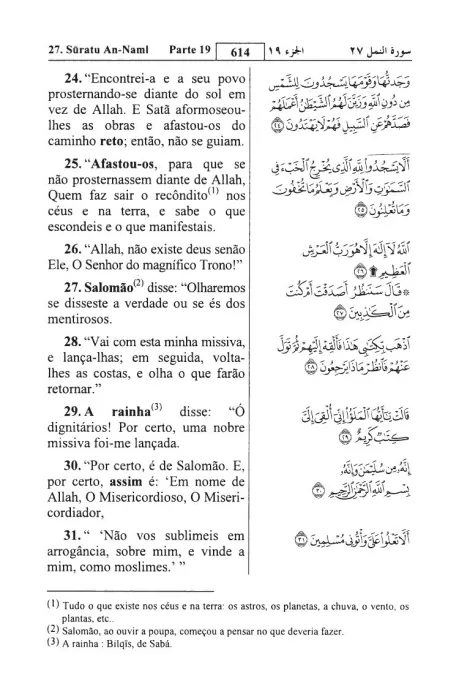 27. Sūratu An-Naml Parte 19 614 الجزء ١٩ سورة النمل ٢٧
24. “Encontrei-a e a seu povo
prosternando-se diante do sol em
vez de Allah. E Satã aformoseou-
lhes as obras e afastou-os do
caminho reto; então, não se guiam.
25. “Afastou-os, para que se
não prosternassem diante de Allah,
Quem faz sair o recôndito(1) nos
céus e na terra, e sabe o que
escondeis e o que manifestais.
26. “Allah, não existe deus senão
Ele, O Senhor do magnífico Trono!”
27. Salomão(2) disse: “Olharemos
se disseste a verdade ou se és dos
mentirosos.
28. “Vai com esta minha missiva,
e lança-lhas; em seguida, volta-
lhes as costas, e olha o que farão
retornar.”
29. A rainha(3) disse: “Ó
dignitários! Por certo, uma nobre
missiva foi-me lançada.
30. “Por certo, é de Salomão. E,
por certo, assim é: ‘Em nome de
Allah, O Misericordioso, O Miseri-
cordiador,
31. “ ‘Não vos sublimeis em
arrogância, sobre mim, e vinde a
mim, como moslimes.’ ”
وَجَدتُّهَا وَقَوْمَهَا يَسْجُدُونَ لِلشَّمْسِ
مِن دُونِ ٱللَّهِ وَزَيَّنَ لَهُمُ ٱلشَّيْطَٰنُ أَعْمَٰلَهُمْ
فَصَدَّهُمْ عَنِ ٱلسَّبِيلِ فَهُمْ لَا يَهْتَدُونَ ٢٤
أَلَّا يَسْجُدُوا۟ لِلَّهِ ٱلَّذِى يُخْرِجُ ٱلْخَبْءَ فِى
ٱلسَّمَٰوَٰتِ وَٱلْأَرْضِ وَيَعْلَمُ مَا تُخْفُونَ
وَمَا تُعْلِنُونَ ٢٥
ٱللَّهُ لَآ إِلَٰهَ إِلَّا هُوَ رَبُّ ٱلْعَرْشِ
ٱلْعَظِيمِ ۩ ٢٦
۞ قَالَ سَنَنظُرُ أَصَدَقْتَ أَمْ كُنتَ
مِنَ ٱلْكَٰذِبِينَ ٢٧
ٱذْهَب بِّكِتَٰبِى هَٰذَا فَأَلْقِهْ إِلَيْهِمْ ثُمَّ تَوَلَّ
عَنْهُمْ فَٱنظُرْ مَاذَا يَرْجِعُونَ ٢٨
قَالَتْ يَٰٓأَيُّهَا ٱلْمَلَؤُا۟ إِنِّىٓ أُلْقِىَ إِلَىَّ
كِتَٰبٌ كَرِيمٌ ٢٩
إِنَّهُۥ مِن سُلَيْمَٰنَ وَإِنَّهُۥ
بِسْمِ ٱللَّهِ ٱلرَّحْمَٰنِ ٱلرَّحِيمِ ٣٠
أَلَّا تَعْلُوا۟ عَلَىَّ وَأْتُونِى مُسْلِمِينَ ٣١
(1) Tudo o que existe nos céus e na terra: os astros, os planetas, a chuva, o vento, os
plantas, etc..
(2) Salomão, ao ouvir a poupa, começou a pensar no que deveria fazer.
(3) A rainha : Bilqīs, de Sabá.